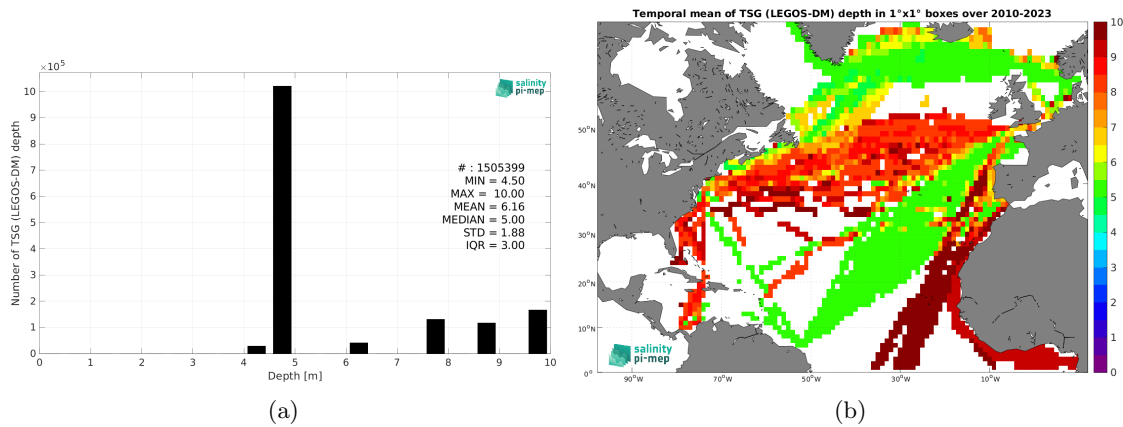 Temporal mean of TSG (LEGOS-DM) depth in 1°x1° boxes over 2010-2023
×10⁵
salinity
pi-mep
Number of TSG (LEGOS-DM) depth
10
9
8
7
6
5
4
3
2
1
0
# : 1505399
MIN = 4.50
MAX = 10.00
MEAN = 6.16
MEDIAN = 5.00
STD = 1.88
IQR = 3.00
0 1 2 3 4 5 6 7 8 9 10
Depth [m]
(a)
50°N
40°N
30°N
20°N
10°N
0°
90°W 70°W 50°W 30°W 10°W
salinity
pi-mep
10
9
8
7
6
5
4
3
2
1
0
(b)